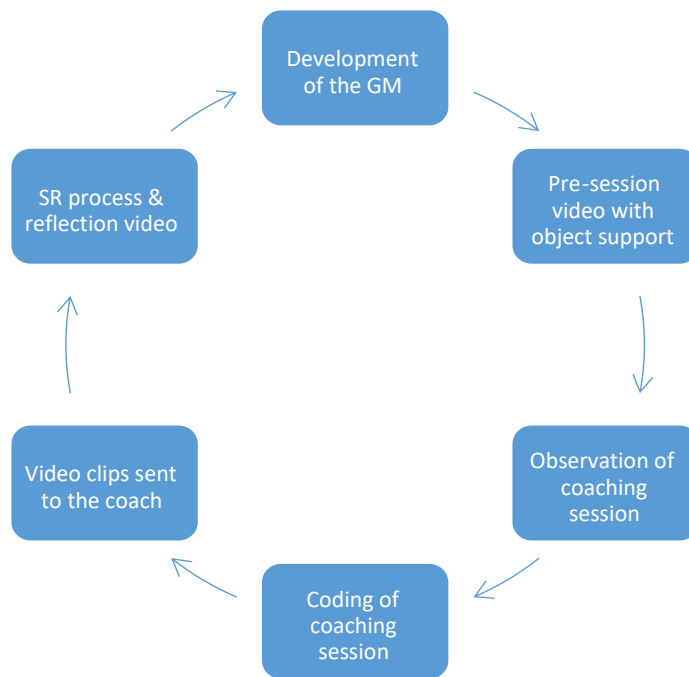 Development
of the GM
Pre-session
video with
object support
Observation of
coaching
session
Coding of
coaching
session
Video clips sent
to the coach
SR process &
reflection video